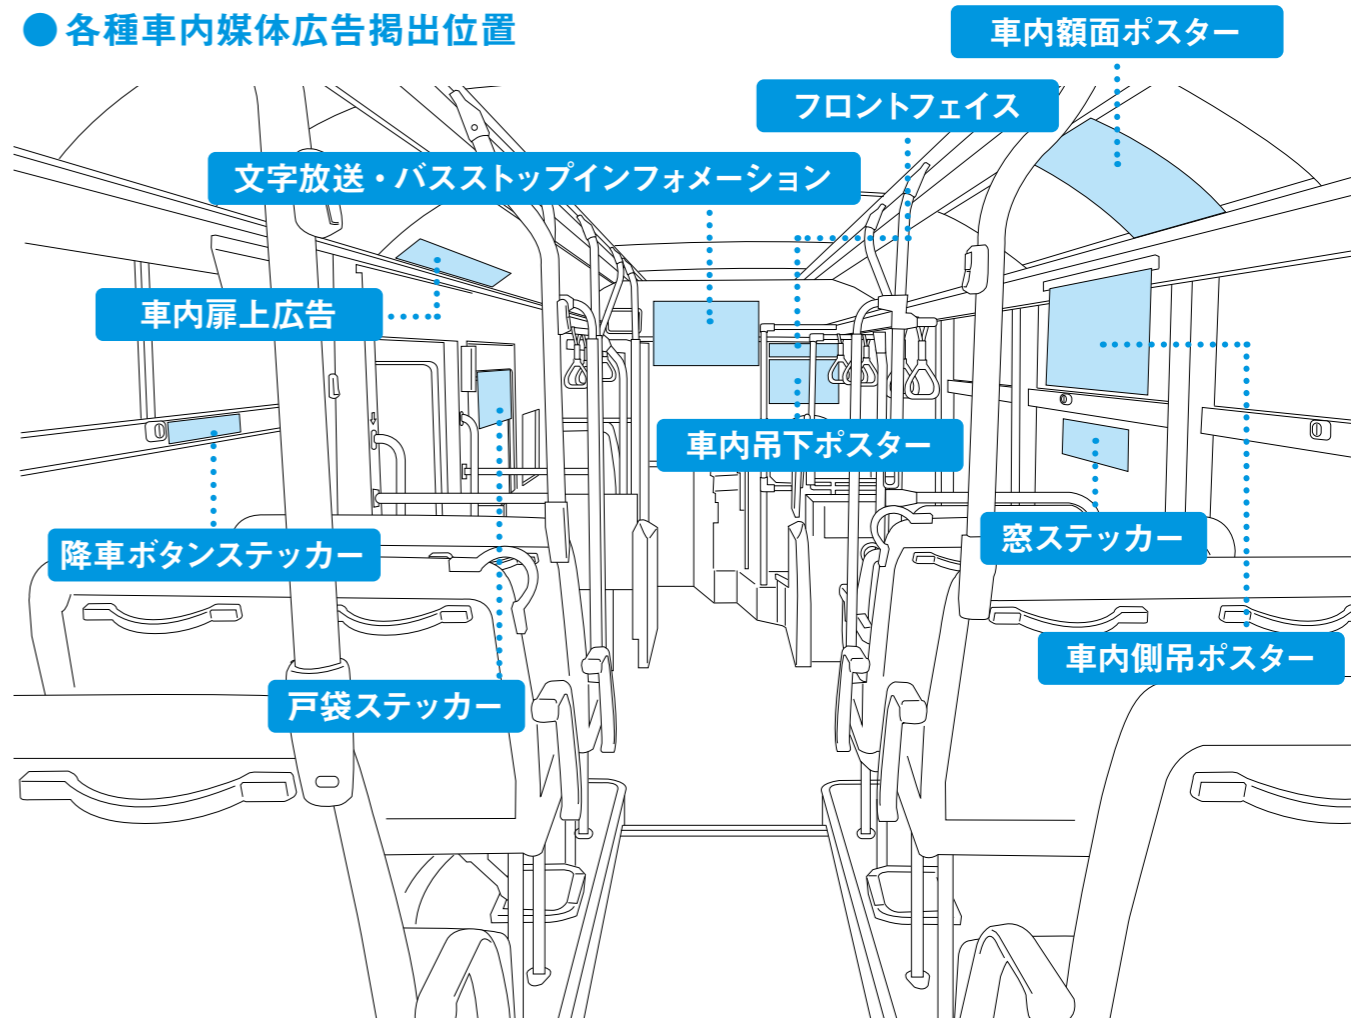 ●各種車内媒体広告掲出位置
車内額面ポスター
フロントフェイス
文字放送・バスストップインフォメーション
車内扉上広告
車内吊下ポスター
窓ステッカー
降車ボタンステッカー
車内側吊ポスター
戸袋ステッカー